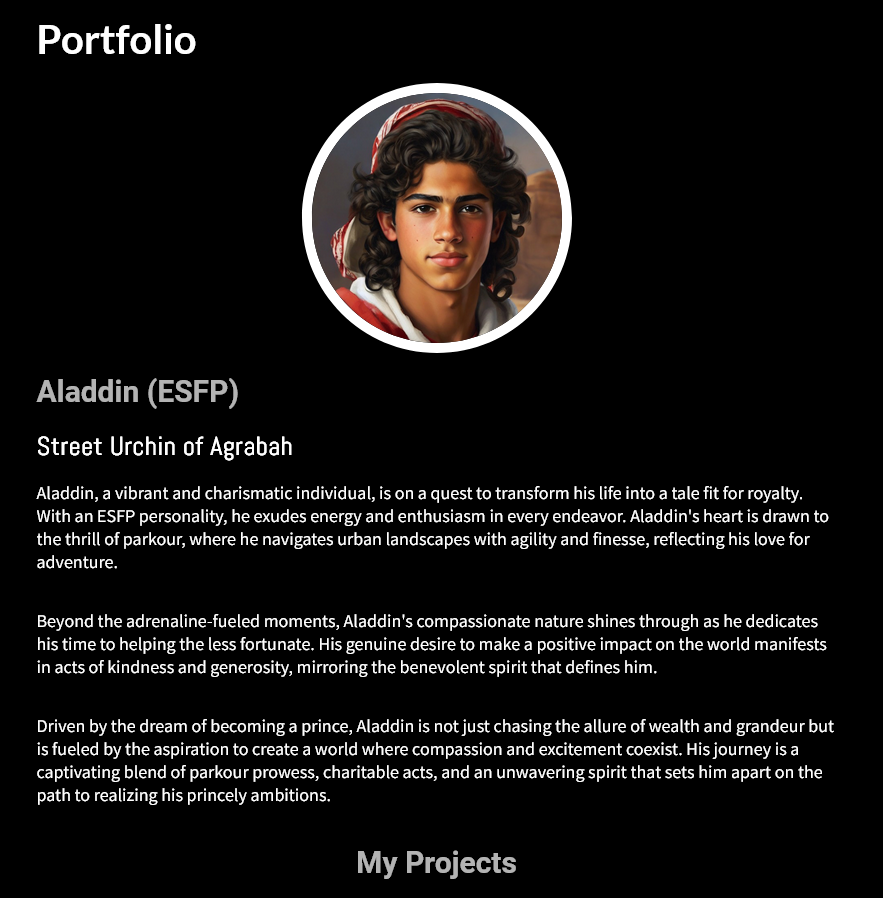 Portfolio
Aladdin (ESFP)
Street Urchin of Agrabah
Aladdin, a vibrant and charismatic individual, is on a quest to transform his life into a tale fit for royalty.
With an ESFP personality, he exudes energy and enthusiasm in every endeavor. Aladdin's heart is drawn to
the thrill of parkour, where he navigates urban landscapes with agility and finesse, reflecting his love for
adventure.
Beyond the adrenaline-fueled moments, Aladdin's compassionate nature shines through as he dedicates
his time to helping the less fortunate. His genuine desire to make a positive impact on the world manifests
in acts of kindness and generosity, mirroring the benevolent spirit that defines him.
Driven by the dream of becoming a prince, Aladdin is not just chasing the allure of wealth and grandeur but
is fueled by the aspiration to create a world where compassion and excitement coexist. His journey is a
captivating blend of parkour prowess, charitable acts, and an unwavering spirit that sets him apart on the
path to realizing his princely ambitions.
My Projects